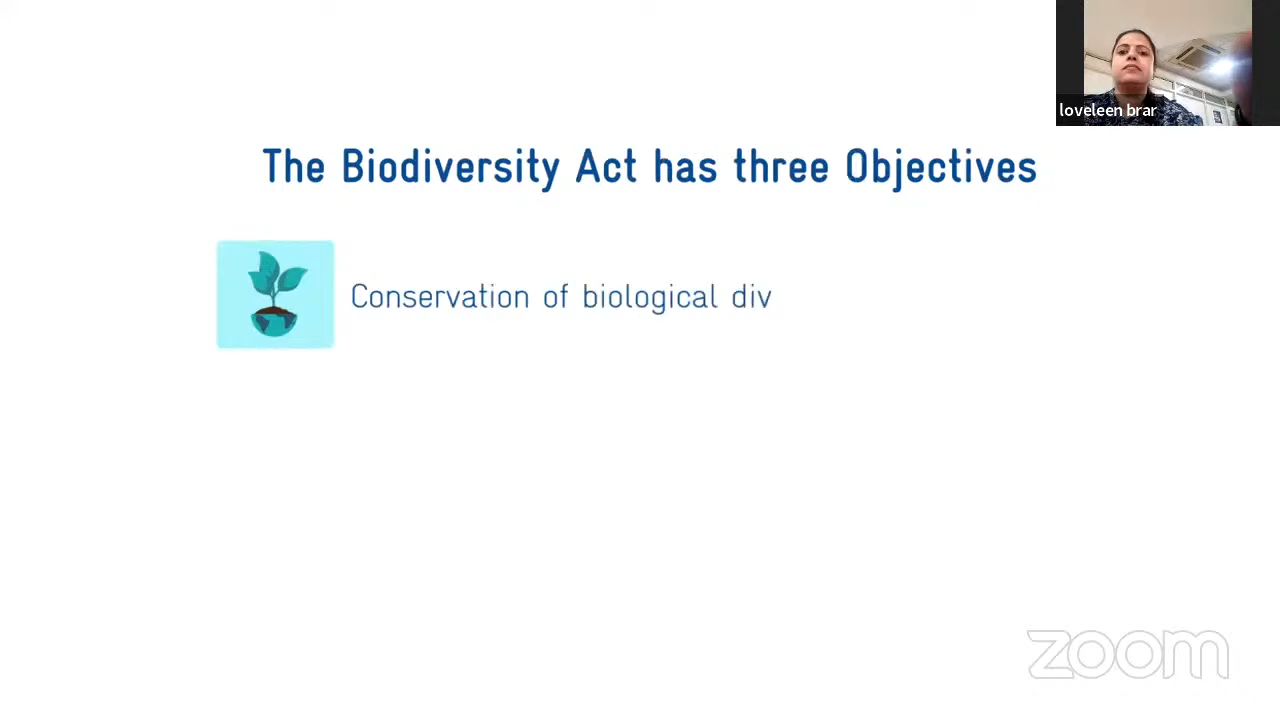 loveleen brar
The Biodiversity Act has three Objectives
Conservation of biological div
zoom